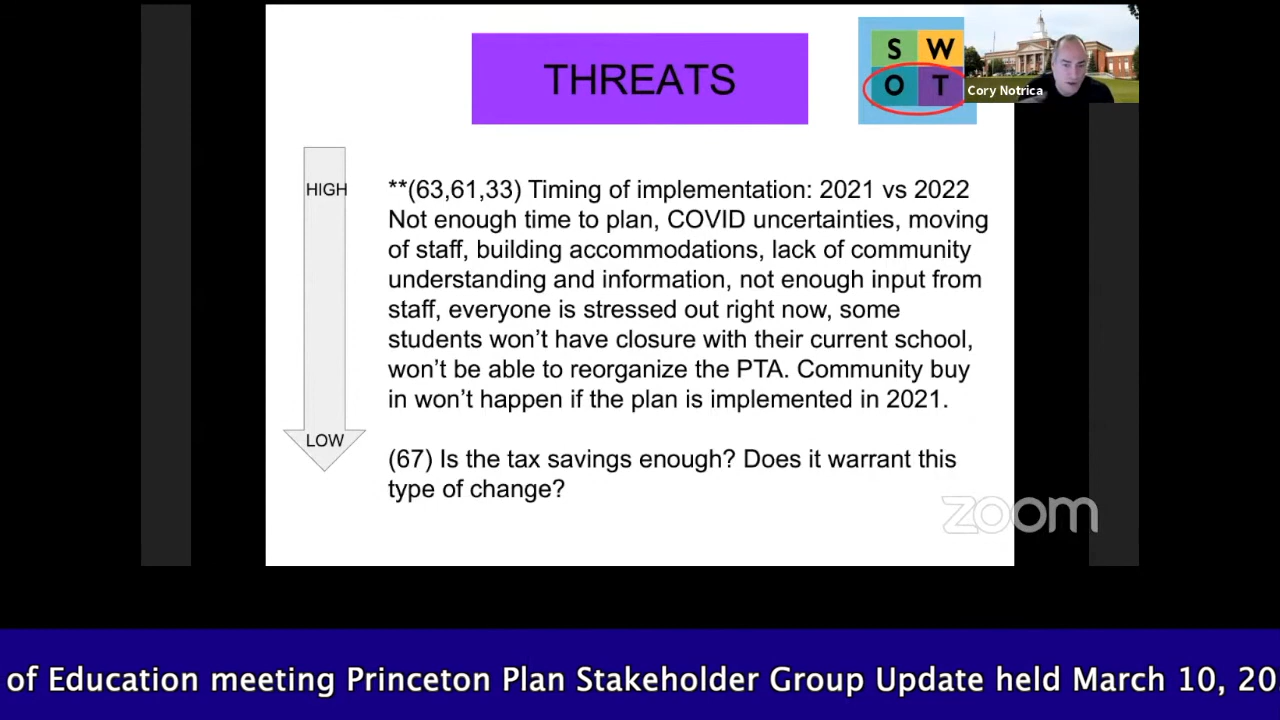 THREATS
S W
O T
Cory Notrica
HIGH
**(63,61,33) Timing of implementation: 2021 vs 2022
Not enough time to plan, COVID uncertainties, moving
of staff, building accommodations, lack of community
understanding and information, not enough input from
staff, everyone is stressed out right now, some
students won’t have closure with their current school,
won’t be able to reorganize the PTA. Community buy
in won’t happen if the plan is implemented in 2021.
LOW
(67) Is the tax savings enough? Does it warrant this
type of change?
zoom
of Education meeting Princeton Plan Stakeholder Group Update held March 10, 20